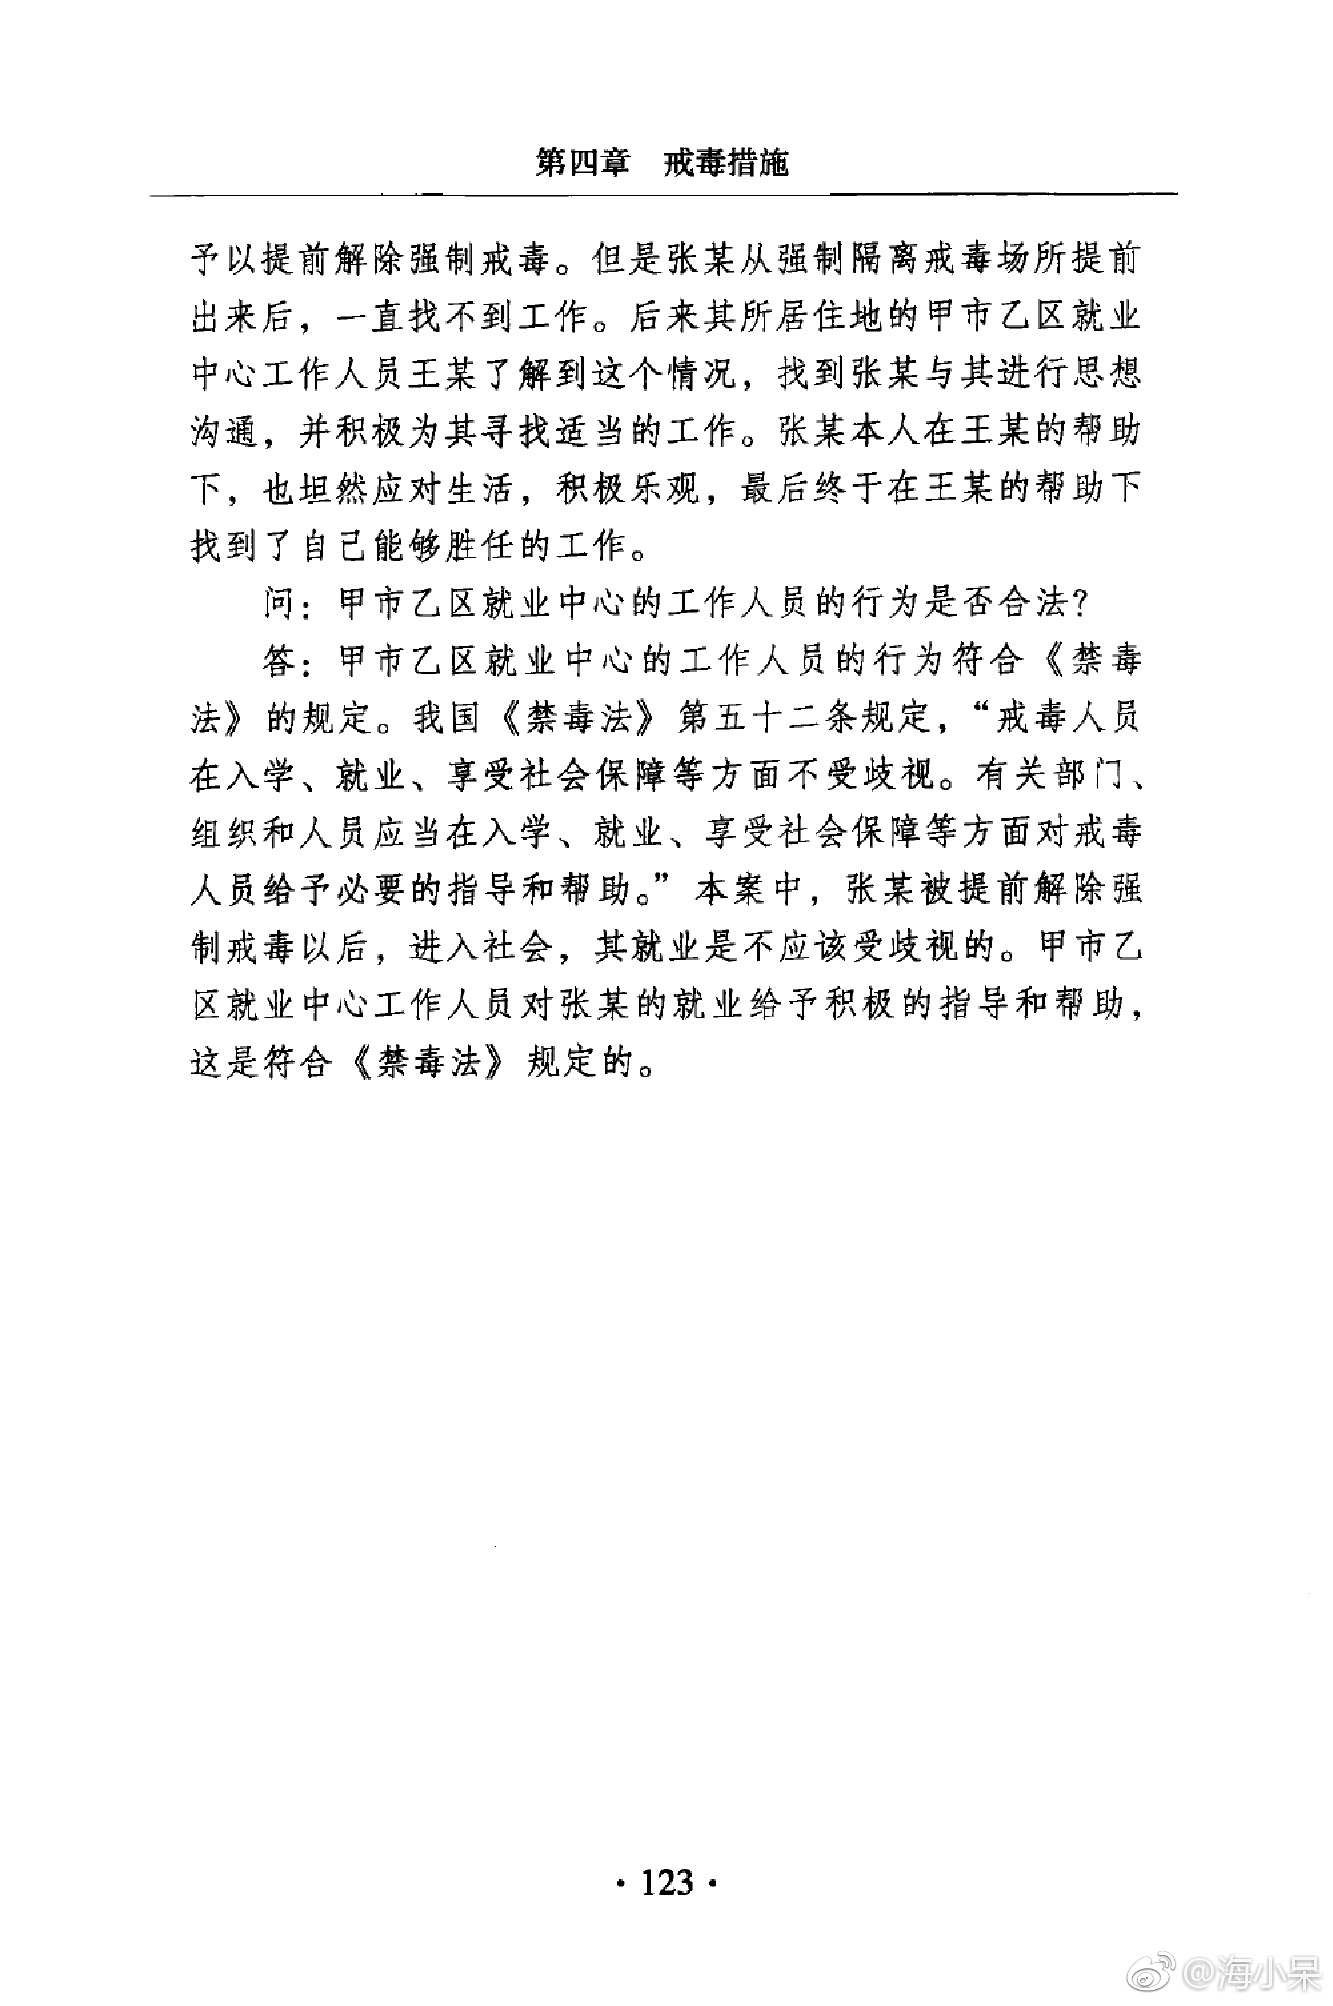 第四章 戒毒措施
予以提前解除强制戒毒。但是张某从强制隔离戒毒场所提前
出来后，一直找不到工作。后来其所居住地的甲市乙区就业
中心工作人员王某了解到这个情况，找到张某与其进行思想
沟通，并积极为其寻找适当的工作。张某本人在王某的帮助
下，也坦然应对生活，积极乐观，最后终于在王某的帮助下
找到了自己能够胜任的工作。
问：甲市乙区就业中心的工作人员的行为是否合法？
答：甲市乙区就业中心的工作人员的行为符合《禁毒
法》的规定。我国《禁毒法》第五十二条规定，“戒毒人员
在入学、就业、享受社会保障等方面不受歧视。有关部门、
组织和人员应当在入学、就业、享受社会保障等方面对戒毒
人员给予必要的指导和帮助。”本案中，张某被提前解除强
制戒毒以后，进入社会，其就业是不应该受歧视的。甲市乙
区就业中心工作人员对张某的就业给予积极的指导和帮助，
这是符合《禁毒法》规定的。
· 123 ·
@海小呆